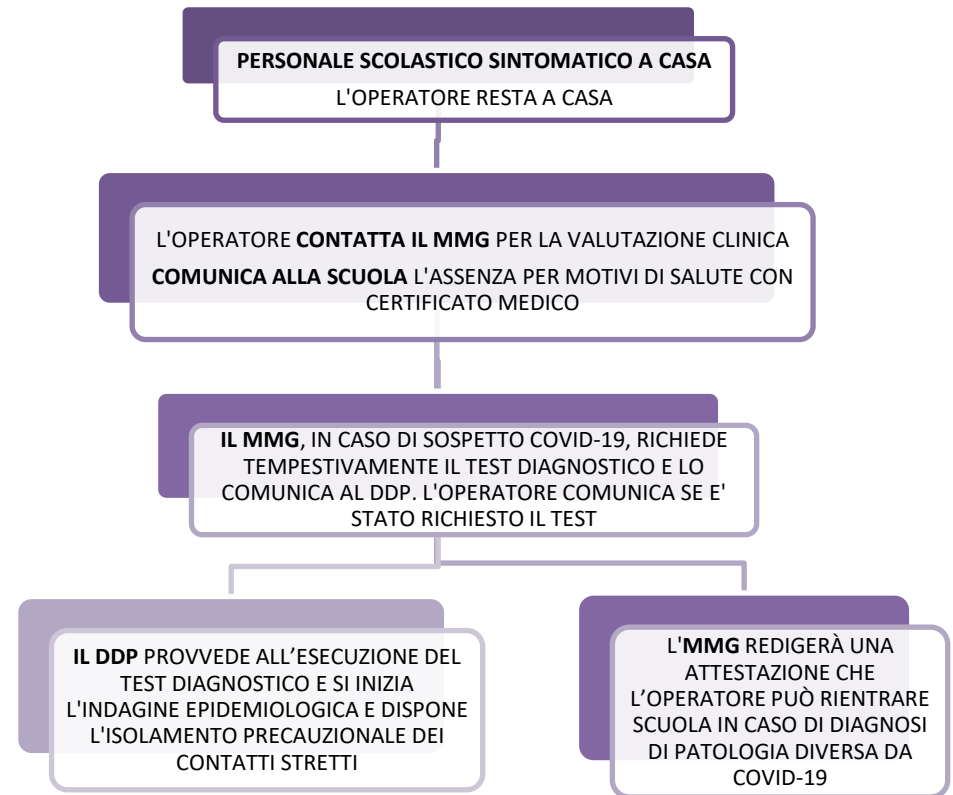 PERSONALE SCOLASTICO SINTOMATICO A CASA
L'OPERATORE RESTA A CASA
L'OPERATORE CONTATTA IL MMG PER LA VALUTAZIONE CLINICA
COMUNICA ALLA SCUOLA L'ASSENZA PER MOTIVI DI SALUTE CON
CERTIFICATO MEDICO
IL MMG, IN CASO DI SOSPETTO COVID-19, RICHIEDE
TEMPESTIVAMENTE IL TEST DIAGNOSTICO E LO
COMUNICA AL DDP. L'OPERATORE COMUNICA SE E'
STATO RICHIESTO IL TEST
IL DDP PROVVEDE ALL’ESECUZIONE DEL
TEST DIAGNOSTICO E SI INIZIA
L'INDAGINE EPIDEMIOLOGICA E DISPONE
L'ISOLAMENTO PRECAUZIONALE DEI
CONTATTI STRETTI
L'MMG REDIGERÀ UNA
ATTESTAZIONE CHE
L’OPERATORE PUÒ RIENTRARE
SCUOLA IN CASO DI DIAGNOSI
DI PATOLOGIA DIVERSA DA
COVID-19